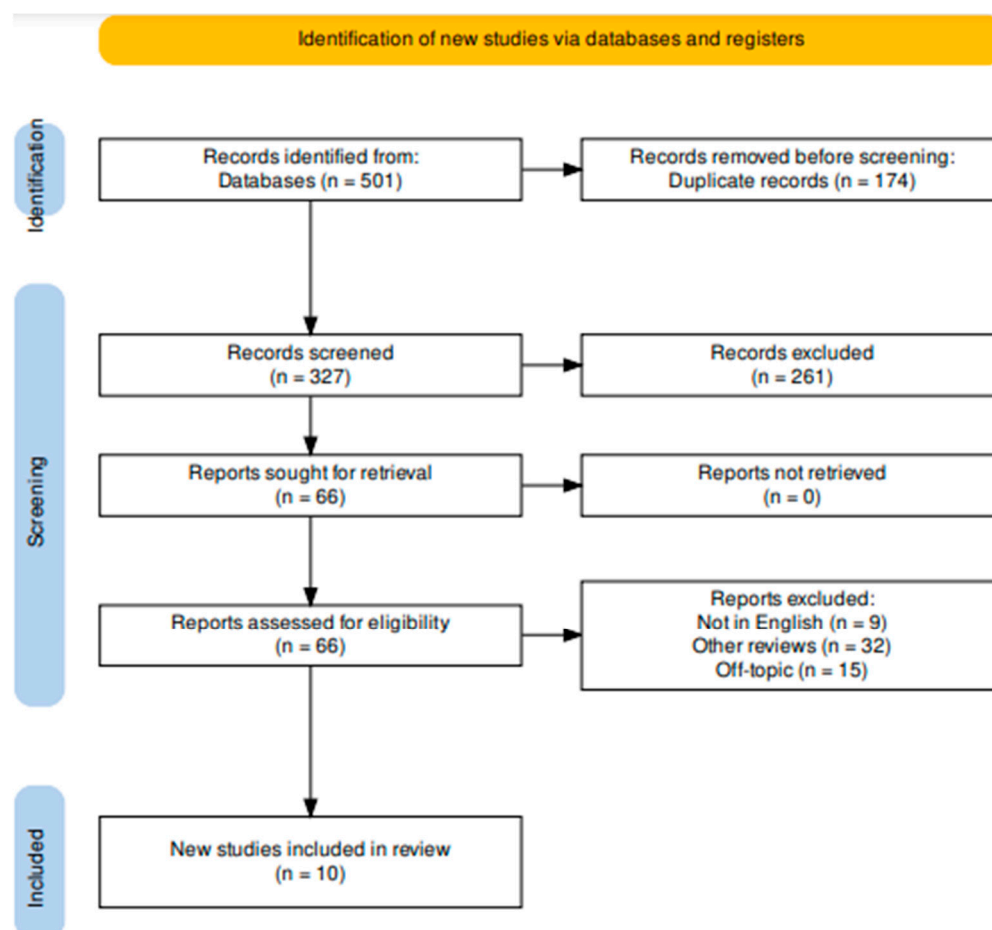 Identification of new studies via databases and registers
Identification
Records identified from:
Databases (n = 501)
Records removed before screening:
Duplicate records (n = 174)
Screening
Records screened
(n = 327)
Records excluded
(n = 261)
Reports sought for retrieval
(n = 66)
Reports not retrieved
(n = 0)
Reports assessed for eligibility
(n = 66)
Reports excluded:
Not in English (n = 9)
Other reviews (n = 32)
Off-topic (n = 15)
Included
New studies included in review
(n = 10)